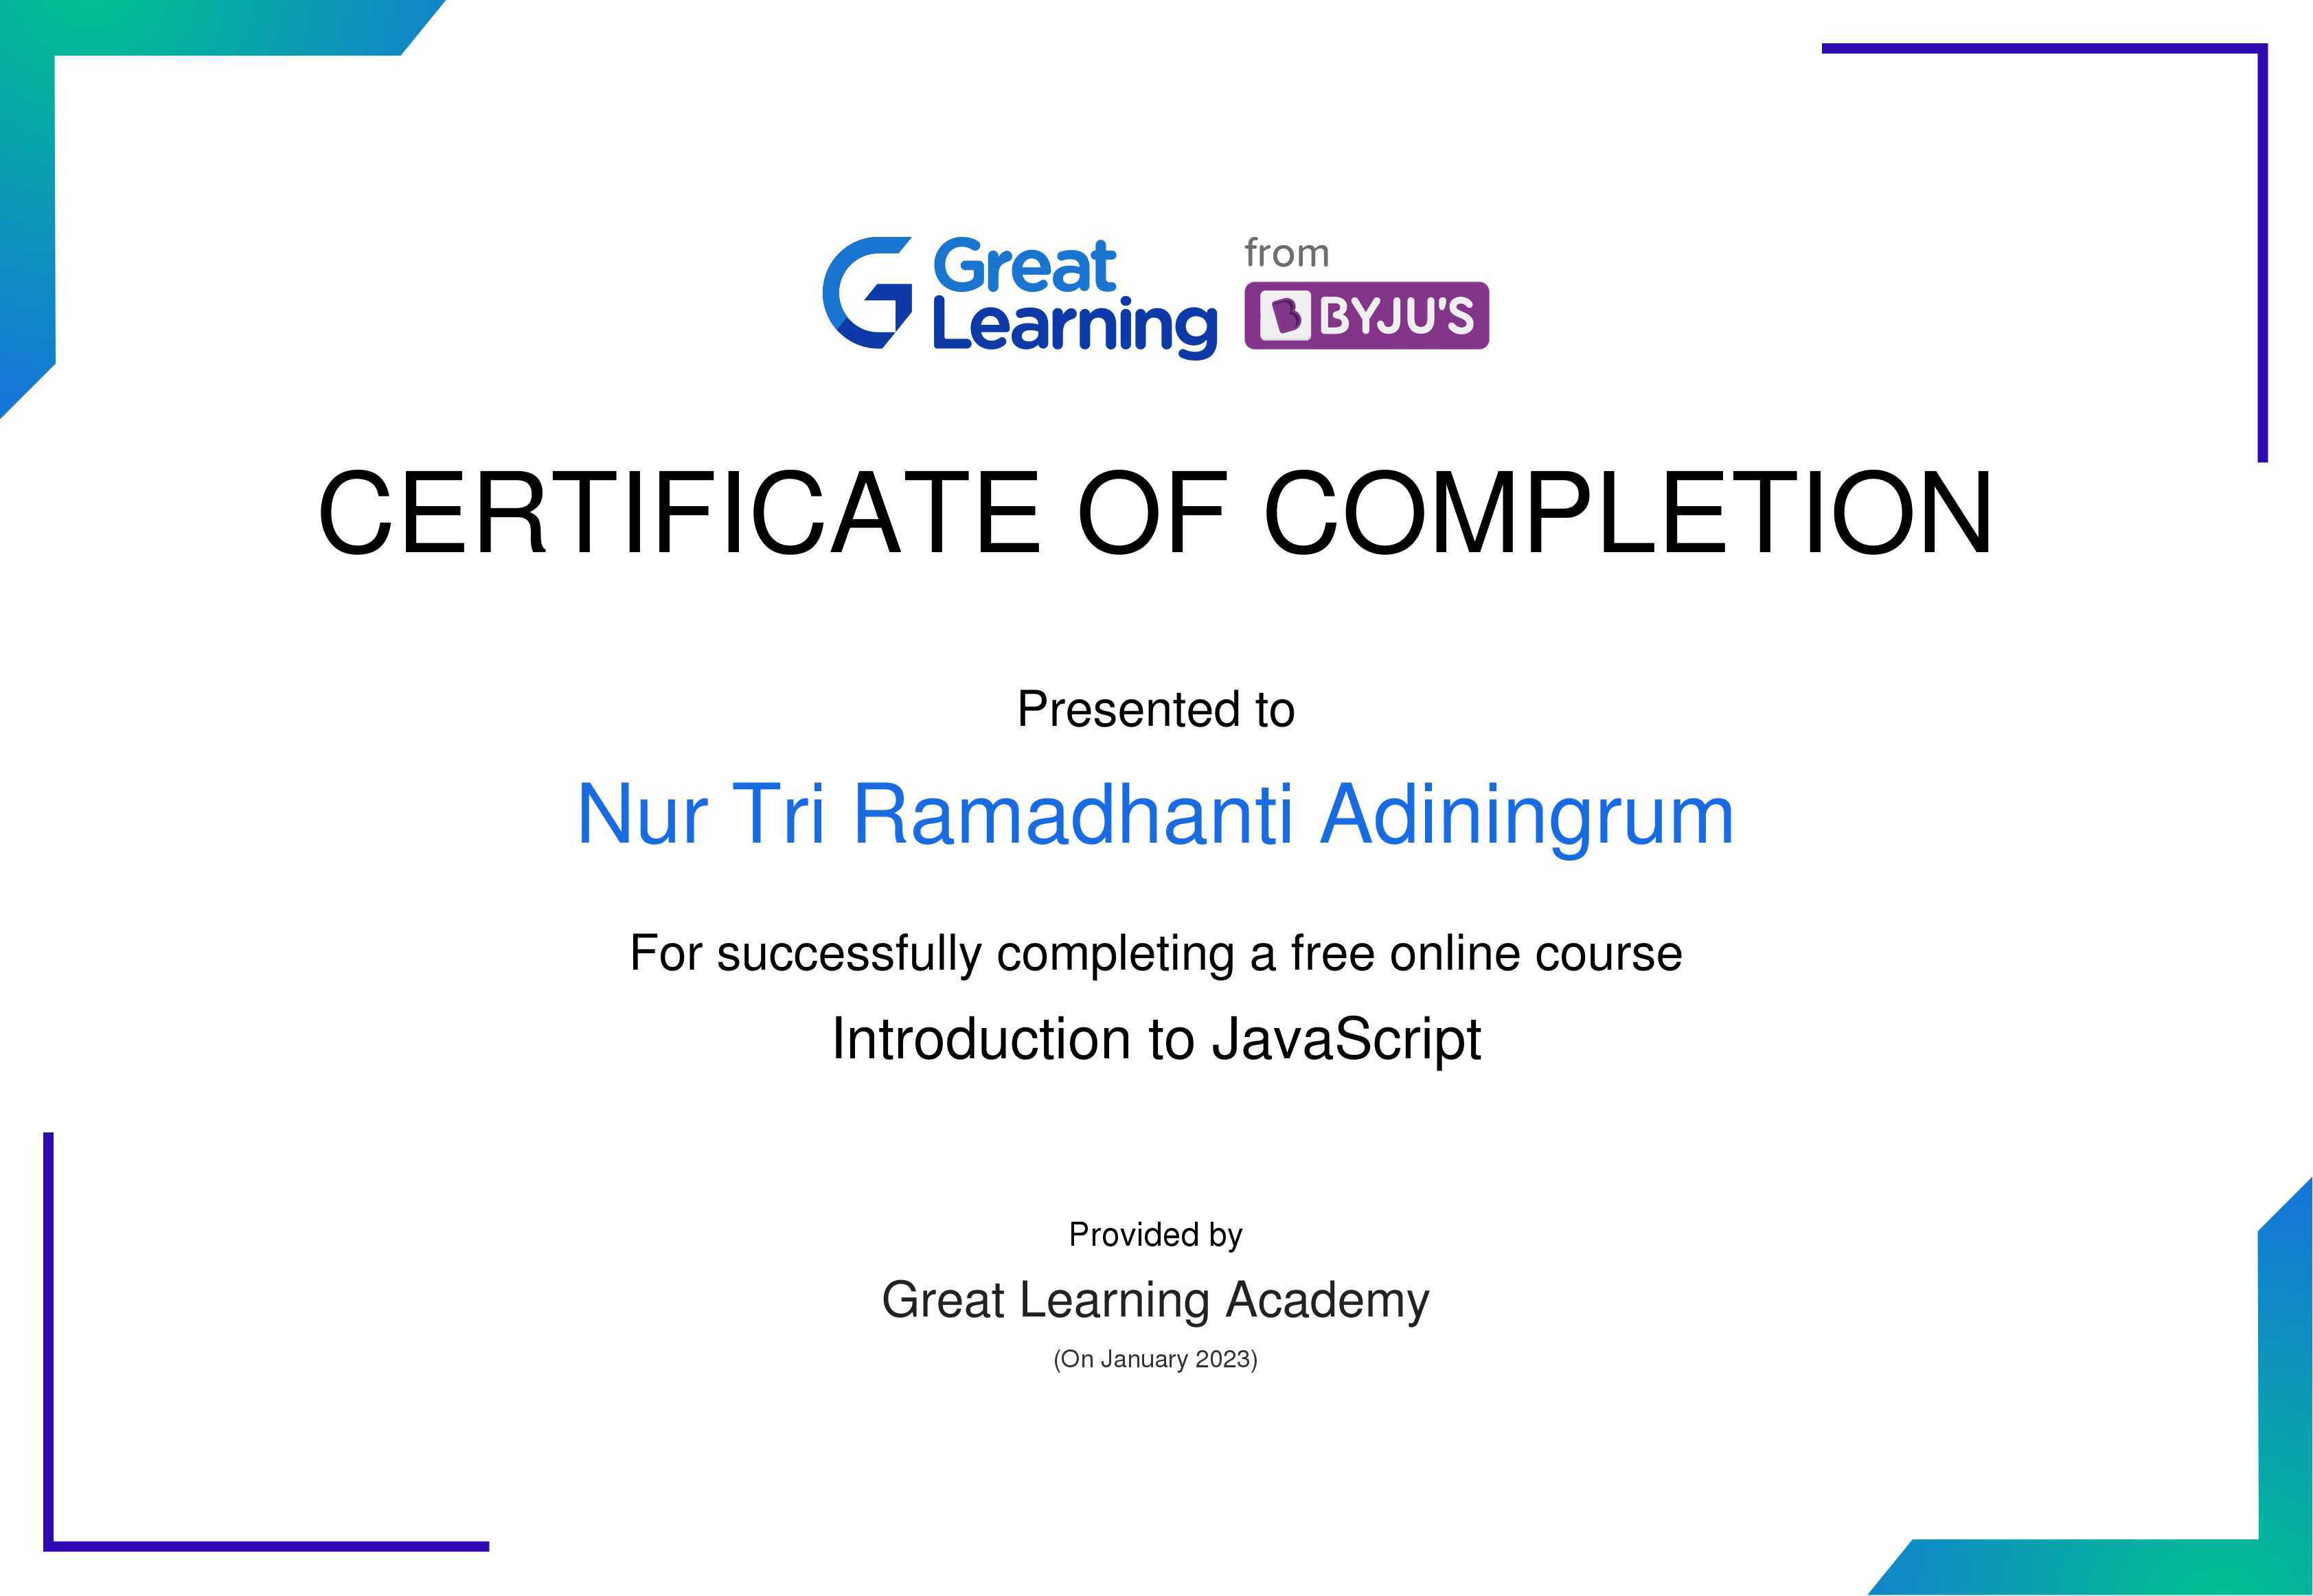 Great
Learning
from
BYJU'S
CERTIFICATE OF COMPLETION
Presented to
Nur Tri Ramadhanti Adiningrum
For successfully completing a free online course
Introduction to JavaScript
Provided by
Great Learning Academy
(On January 2023)